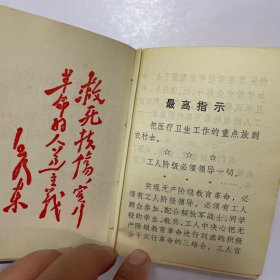 救死扶傷實行
革命的人道主義
毛澤東
最高指示
把医疗卫生工作的重点放到
农村去。
☆ ☆ ☆
工人阶级必须领导一切。
实现无产阶级教育革命，必
须有工人阶级领导，必须有工人
群众参加，配合解放军战士，同学
校的学生、教员、工人中决心把无
产阶级教育革命进行到底的积极
分子实行革命的三结合。工人宣